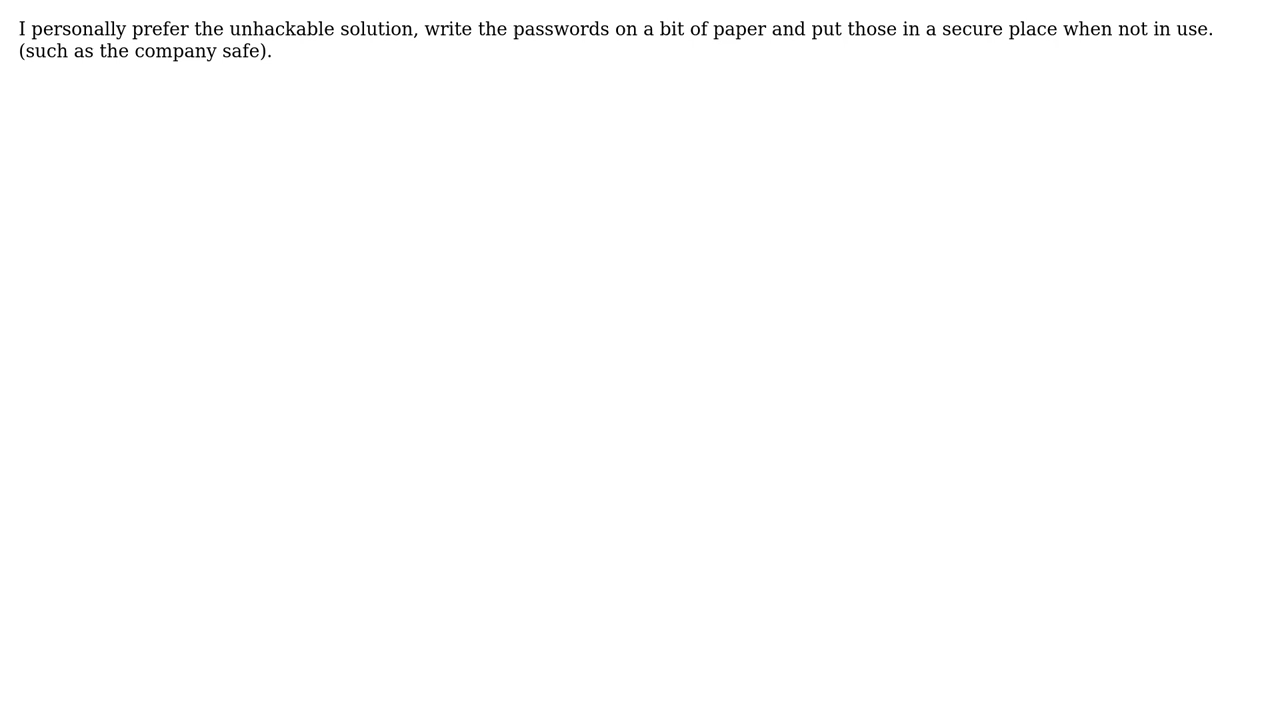 I personally prefer the unhackable solution, write the passwords on a bit of paper and put those in a secure place when not in use.
(such as the company safe).